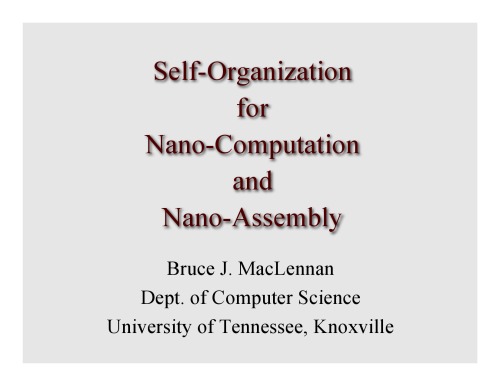 Self-Organization
for
Nano-Computation
and
Nano-Assembly
Bruce J. MacLennan
Dept. of Computer Science
University of Tennessee, Knoxville